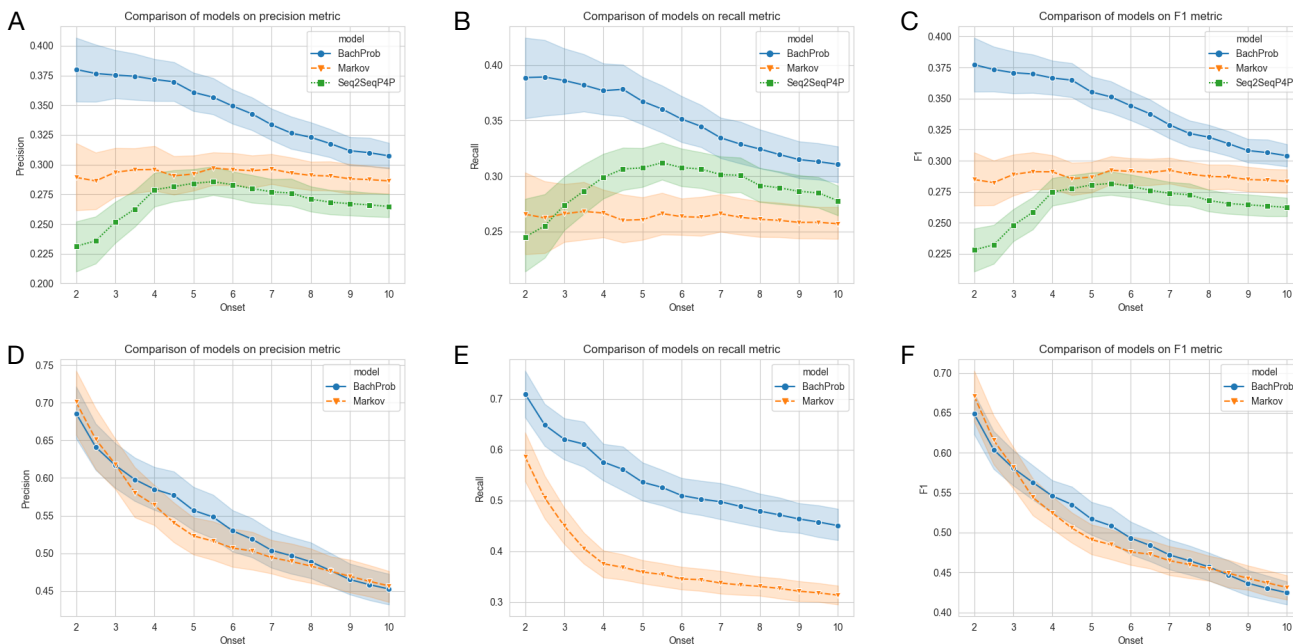 A
Comparison of models on precision metric
Precision
0.400
0.375
0.350
0.325
0.300
0.275
0.250
0.225
0.200
model
BachProb
Markov
Seq2SeqP4P
2 3 4 5 6 7 8 9 10
Onset
B
Comparison of models on recall metric
Recall
0.40
0.35
0.30
0.25
model
BachProb
Markov
Seq2SeqP4P
2 3 4 5 6 7 8 9 10
Onset
C
Comparison of models on F1 metric
F1
0.400
0.375
0.350
0.325
0.300
0.275
0.250
0.225
model
BachProb
Markov
Seq2SeqP4P
2 3 4 5 6 7 8 9 10
Onset
D
Comparison of models on precision metric
Precision
0.75
0.70
0.65
0.60
0.55
0.50
0.45
model
BachProb
Markov
2 3 4 5 6 7 8 9 10
Onset
E
Comparison of models on recall metric
Recall
0.7
0.6
0.5
0.4
0.3
model
BachProb
Markov
2 3 4 5 6 7 8 9 10
Onset
F
Comparison of models on F1 metric
F1
0.70
0.65
0.60
0.55
0.50
0.45
0.40
model
BachProb
Markov
2 3 4 5 6 7 8 9 10
Onset